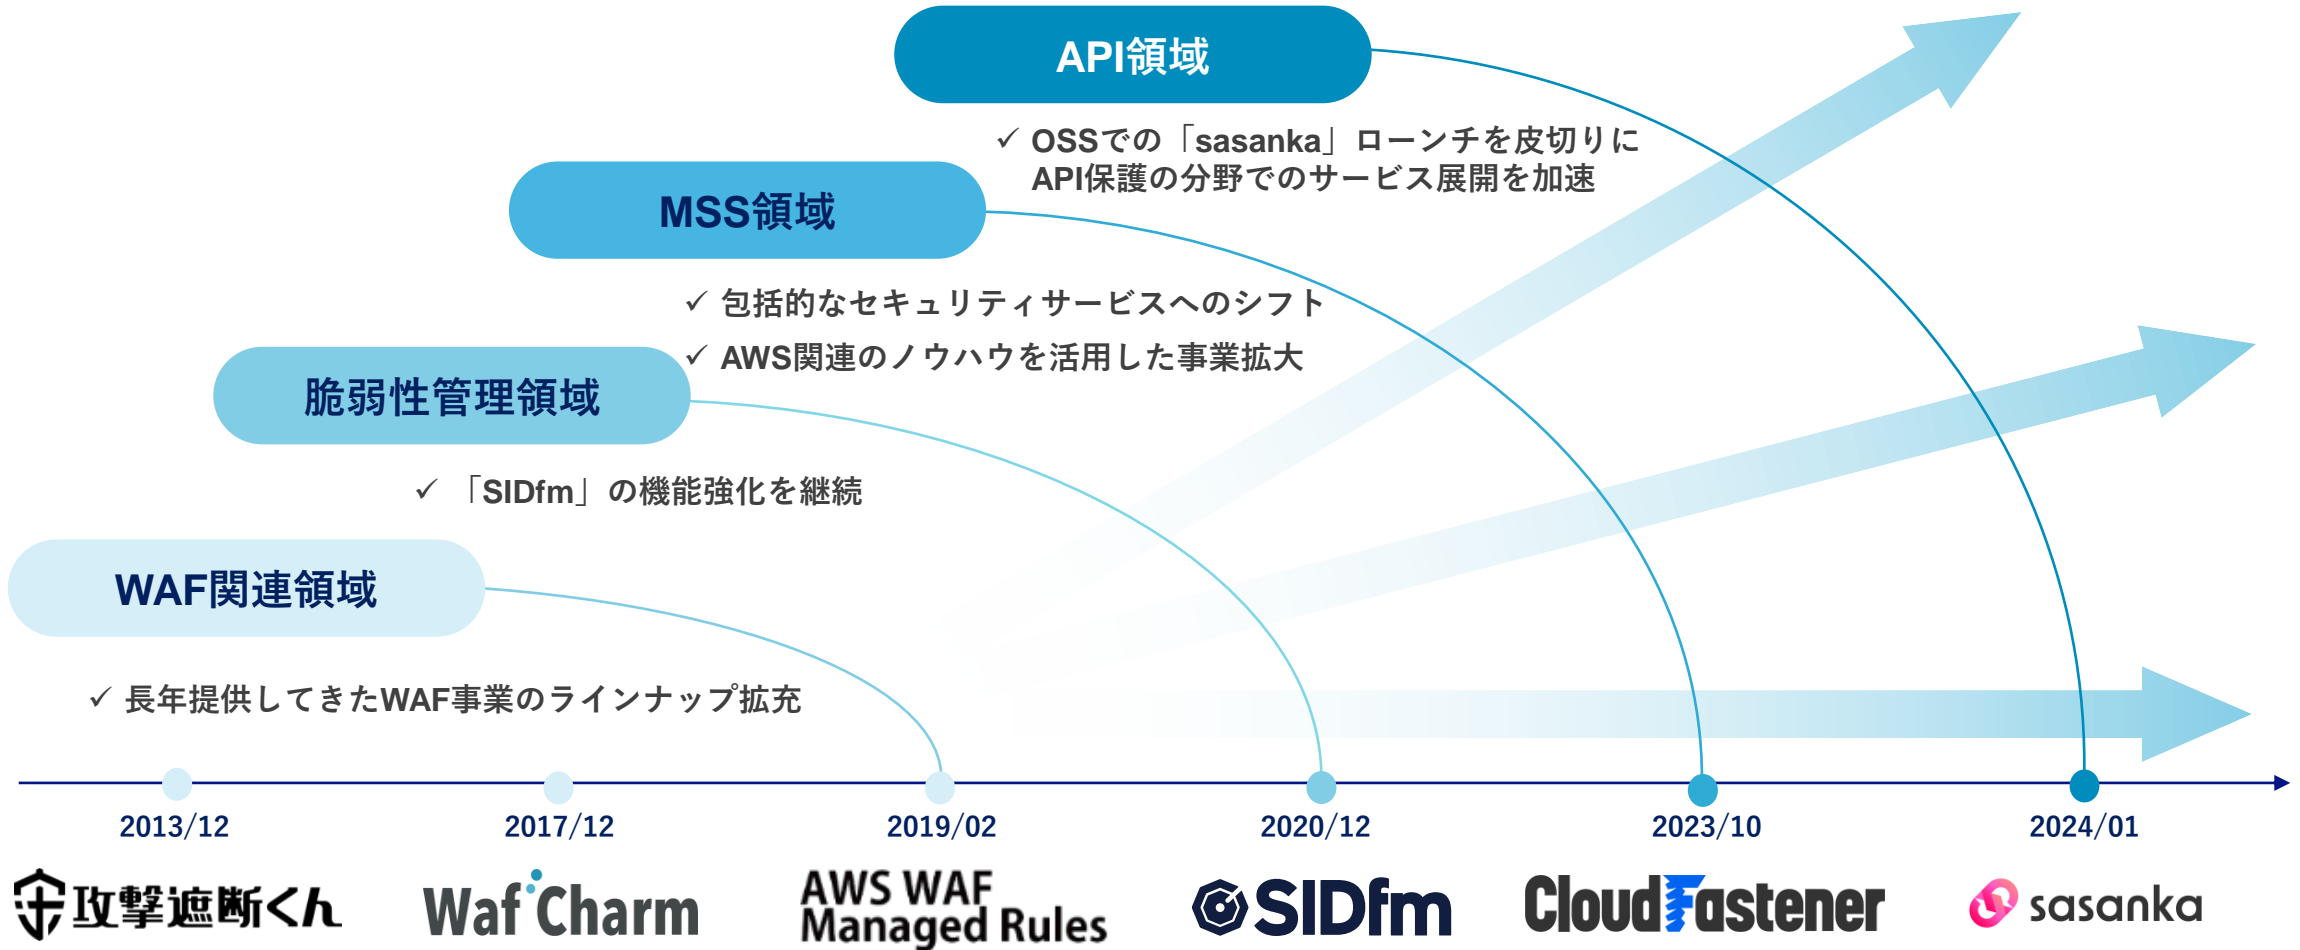 API領域
✓ OSSでの「sasanka」ローンチを皮切りに
API保護の分野でのサービス展開を加速
MSS領域
✓ 包括的なセキュリティサービスへのシフト
✓ AWS関連のノウハウを活用した事業拡大
脆弱性管理領域
✓ 「SIDfm」の機能強化を継続
WAF関連領域
✓ 長年提供してきたWAF事業のラインナップ拡充
2013/12
2017/12
2019/02
2020/12
2023/10
2024/01
攻撃遮断くん
WafCharm
AWS WAF
Managed Rules
SIDfm
CloudFastener
sasanka